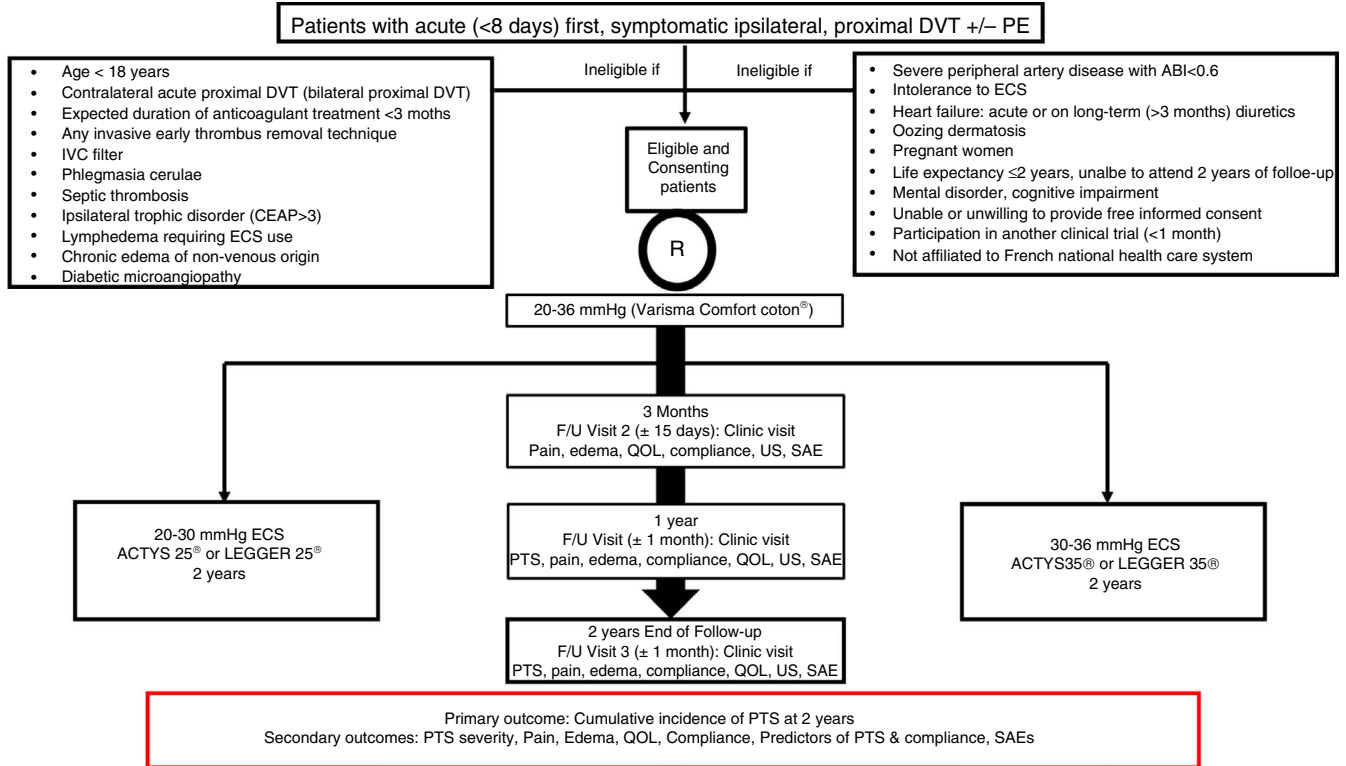 Patients with acute (<8 days) first, symptomatic ipsilateral, proximal DVT +/– PE
Ineligible if
Ineligible if
• Age < 18 years
• Contralateral acute proximal DVT (bilateral proximal DVT)
• Expected duration of anticoagulant treatment <3 moths
• Any invasive early thrombus removal technique
• IVC filter
• Phlegmasia cerulae
• Septic thrombosis
• Ipsilateral trophic disorder (CEAP>3)
• Lymphedema requiring ECS use
• Chronic edema of non-venous origin
• Diabetic microangiopathy
Eligible and
Consenting
patients
• Severe peripheral artery disease with ABI<0.6
• Intolerance to ECS
• Heart failure: acute or on long-term (>3 months) diuretics
• Oozing dermatosis
• Pregnant women
• Life expectancy ≤2 years, unalbe to attend 2 years of folloe-up
• Mental disorder, cognitive impairment
• Unable or unwilling to provide free informed consent
• Participation in another clinical trial (<1 month)
• Not affiliated to French national health care system
R
20-36 mmHg (Varisma Comfort coton®)
3 Months
F/U Visit 2 (± 15 days): Clinic visit
Pain, edema, QOL, compliance, US, SAE
20-30 mmHg ECS
ACTYS 25® or LEGGER 25®
2 years
1 year
F/U Visit (± 1 month): Clinic visit
PTS, pain, edema, compliance, QOL, US, SAE
30-36 mmHg ECS
ACTYS35® or LEGGER 35®
2 years
2 years End of Follow-up
F/U Visit 3 (± 1 month): Clinic visit
PTS, pain, edema, compliance, QOL, US, SAE
Primary outcome: Cumulative incidence of PTS at 2 years
Secondary outcomes: PTS severity, Pain, Edema, QOL, Compliance, Predictors of PTS & compliance, SAEs